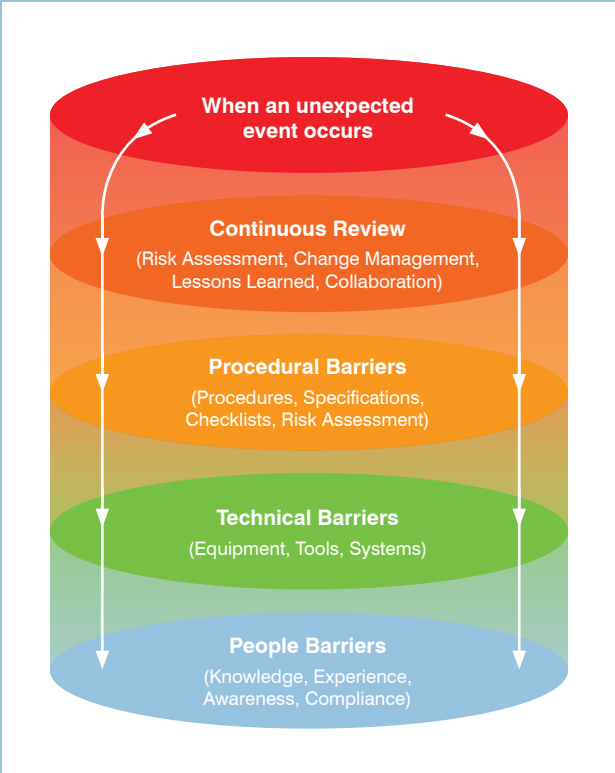 When an unexpected
event occurs
Continuous Review
(Risk Assessment, Change Management,
Lessons Learned, Collaboration)
Procedural Barriers
(Procedures, Specifications,
Checklists, Risk Assessment)
Technical Barriers
(Equipment, Tools, Systems)
People Barriers
(Knowledge, Experience,
Awareness, Compliance)